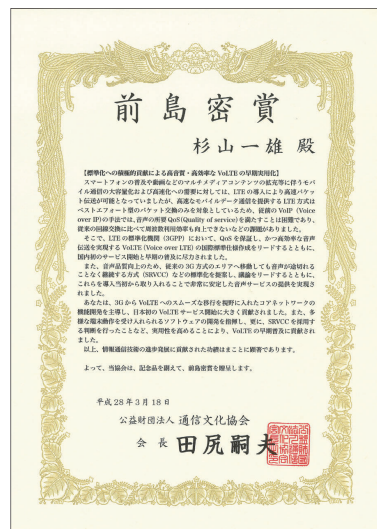 前島密賞
杉山一雄 殿
【標準化への積極的貢献による高音質・高効率な VoLTE の早期実用化】
スマートフォンの普及や動画などのマルチメディアコンテンツの拡充等に伴うモバ
イル通信の大容量化および高速化への需要に対しては、LTE の導入により高速パケッ
ト伝送が可能となっていましたが、高速なモバイルデータ通信を提供する LTE 方式は
ベストエフォート型のパケット交換のみを対象としているため、従前の VoIP (Voice
over IP)の手法では、音声の所要 QoS(Quality of service)を満たすことは困難であり、
従来の回線交換に比べて周波数利用効率も向上できないなどの課題がありました。
そこで、LTE の標準化機関（3GPP）において、QoS を保証し、かつ高効率な音声
伝送を実現する VoLTE (Voice over LTE) の国際標準仕様作成をリードするとともに、
国内初のサービス開始と早期の普及に尽力されました。
また、音声品質向上のため、従来の 3G 方式のエリアへ移動しても音声が途切れる
ことなく継続する方式（SRVCC）などの標準化を提案し、議論をリードするとともに、
これらを導入当初から取り入れることで非常に安定した音声サービスの提供を実現さ
れました。
あなたは、3G から VoLTE へのスムーズな移行を視野に入れたコアネットワークの
機能開発を主導し、日本初の VoLTE サービス開始に大きく貢献されました。また、多
様な端末動作を受け入れられるソフトウェアの開発を指揮し、更に、SRVCC を採用す
る判断を行ったことなど、実用性を高めることにより、VoLTE の早期普及に貢献され
ました。
以上、情報通信技術の進歩発展に貢献された功績はまことに顕著であります。
よって、当協会は、記念品を副えて、前島密賞を贈呈します。
平成 28 年 3 月 18 日
公益財団法人 通信文化協会
会 長 田尻嗣夫